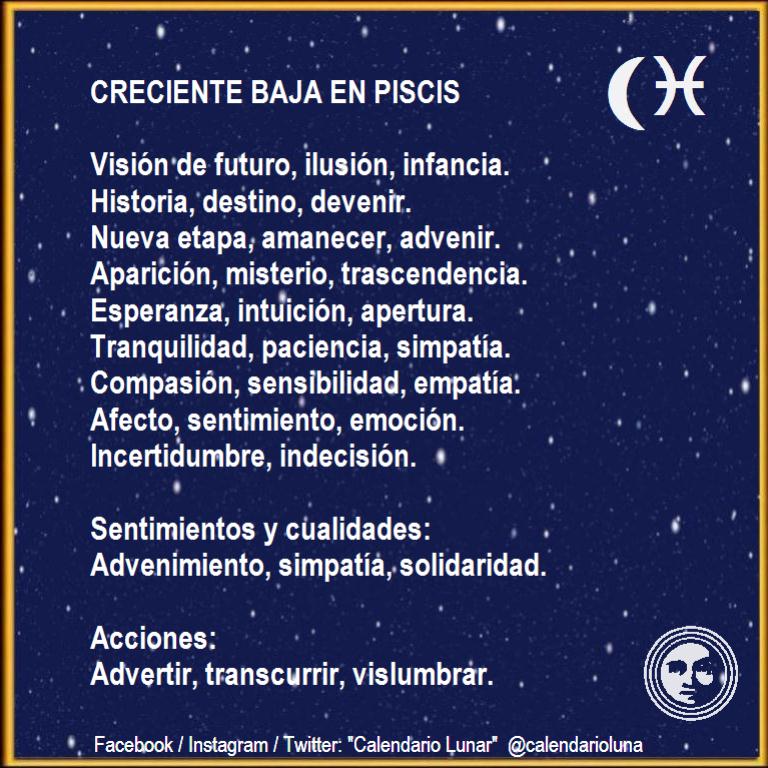 CRECIENTE BAJA EN PISCIS
Visión de futuro, ilusión, infancia.
Historia, destino, devenir.
Nueva etapa, amanecer, advenir.
Aparición, misterio, trascendencia.
Esperanza, intuición, apertura.
Tranquilidad, paciencia, simpatía.
Compasión, sensibilidad, empatía.
Afecto, sentimiento, emoción.
Incertidumbre, indecisión.
Sentimientos y cualidades:
Advenimiento, simpatía, solidaridad.
Acciones:
Advertir, transcurrir, vislumbrar.
Facebook / Instagram / Twitter: "Calendario Lunar" @calendarioluna